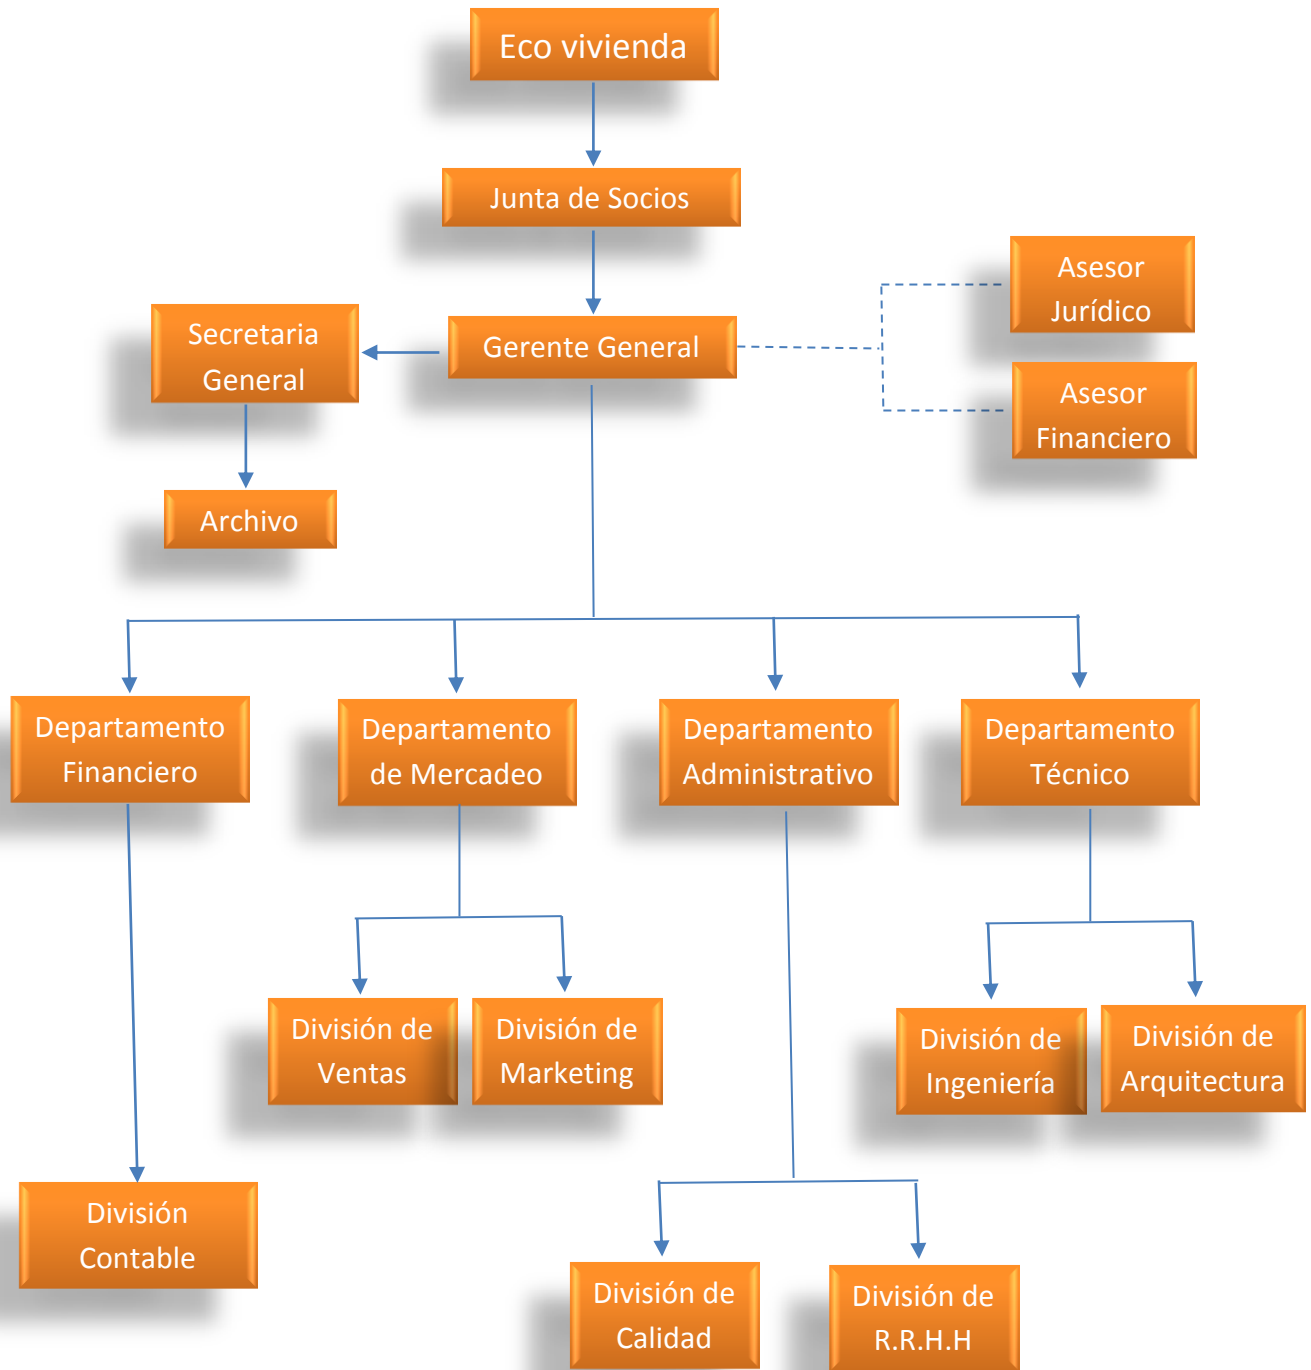 Eco vivienda
Junta de Socios
Asesor
Jurídico
Secretaria
General
Gerente General
Asesor
Financiero
Archivo
Departamento
Financiero
Departamento
de Mercadeo
Departamento
Administrativo
Departamento
Técnico
División de
Ventas
División de
Marketing
División de
Ingeniería
División de
Arquitectura
División
Contable
División de
Calidad
División de
R.R.H.H